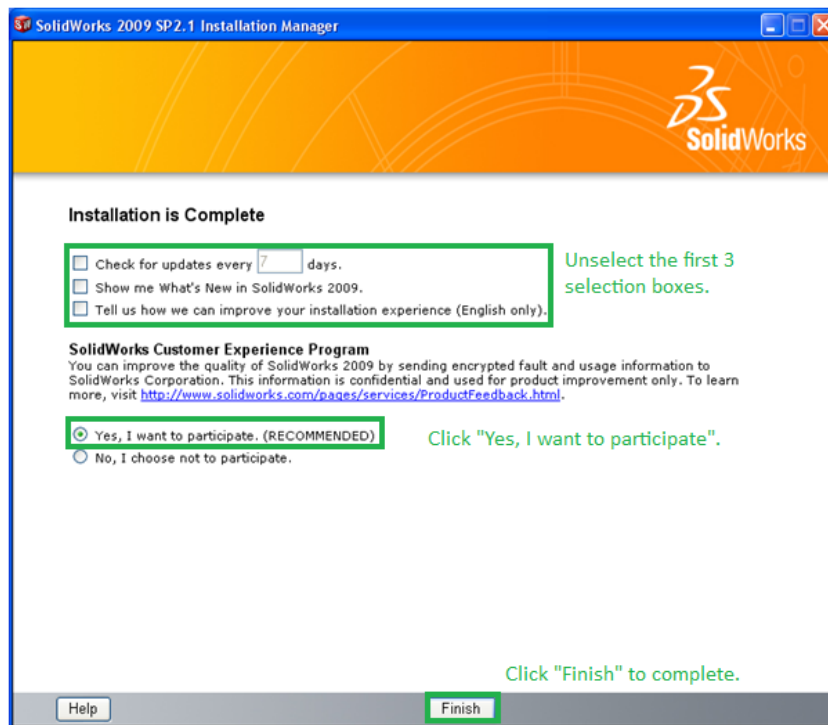 SolidWorks 2009 SP2.1 Installation Manager
SolidWorks
Installation is Complete
Check for updates every 7 days.
Show me What's New in SolidWorks 2009.
Tell us how we can improve your installation experience (English only).
Unselect the first 3
selection boxes.
SolidWorks Customer Experience Program
You can improve the quality of SolidWorks 2009 by sending encrypted fault and usage information to
SolidWorks Corporation. This information is confidential and used for product improvement only. To learn
more, visit http://www.solidworks.com/pages/services/ProductFeedback.html.
Yes, I want to participate. (RECOMMENDED)
Click "Yes, I want to participate".
No, I choose not to participate.
Click "Finish" to complete.
Help
Finish